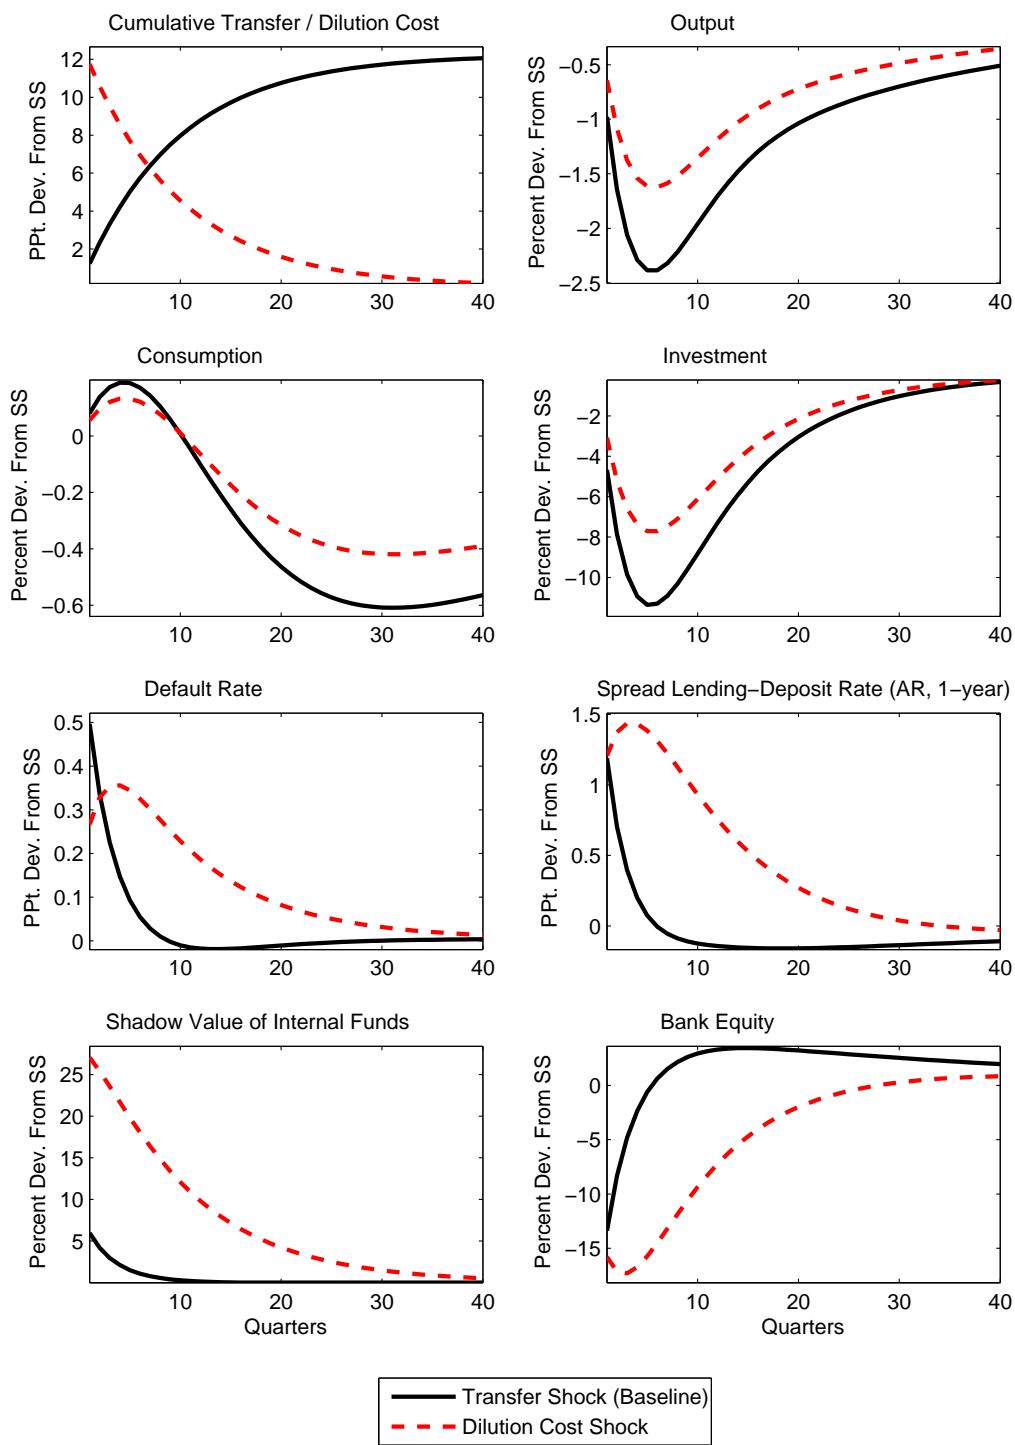 Cumulative Transfer / Dilution Cost
PPt. Dev. From SS
12
10
8
6
4
2
10 20 30 40
Output
Percent Dev. From SS
−0.5
−1
−1.5
−2
−2.5
10 20 30 40
Consumption
Percent Dev. From SS
0
−0.2
−0.4
−0.6
10 20 30 40
Investment
Percent Dev. From SS
−2
−4
−6
−8
−10
10 20 30 40
Default Rate
PPt. Dev. From SS
0.5
0.4
0.3
0.2
0.1
0
10 20 30 40
Spread Lending−Deposit Rate (AR, 1−year)
PPt. Dev. From SS
1.5
1
0.5
0
10 20 30 40
Shadow Value of Internal Funds
Percent Dev. From SS
25
20
15
10
5
10 20 30 40
Quarters
Bank Equity
Percent Dev. From SS
0
−5
−10
−15
10 20 30 40
Quarters
Transfer Shock (Baseline)
Dilution Cost Shock